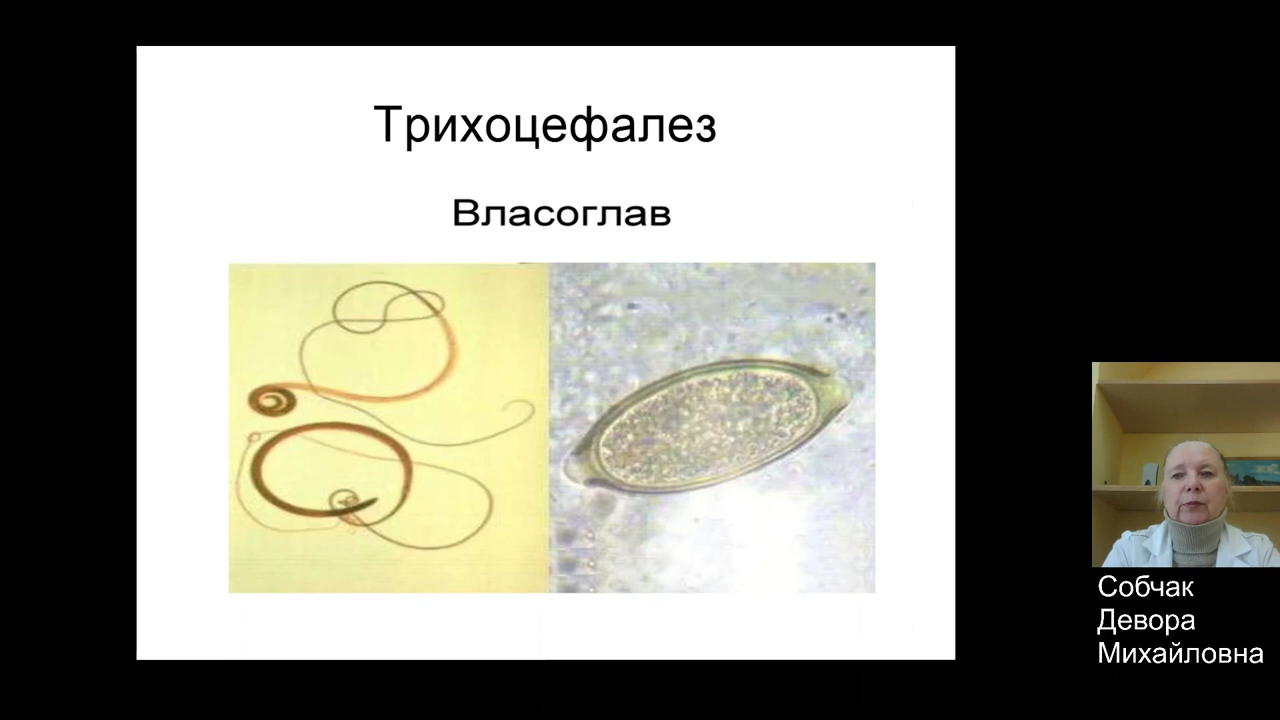 Трихоцефалез
Власоглав
Собчак
Девора
Михайловна